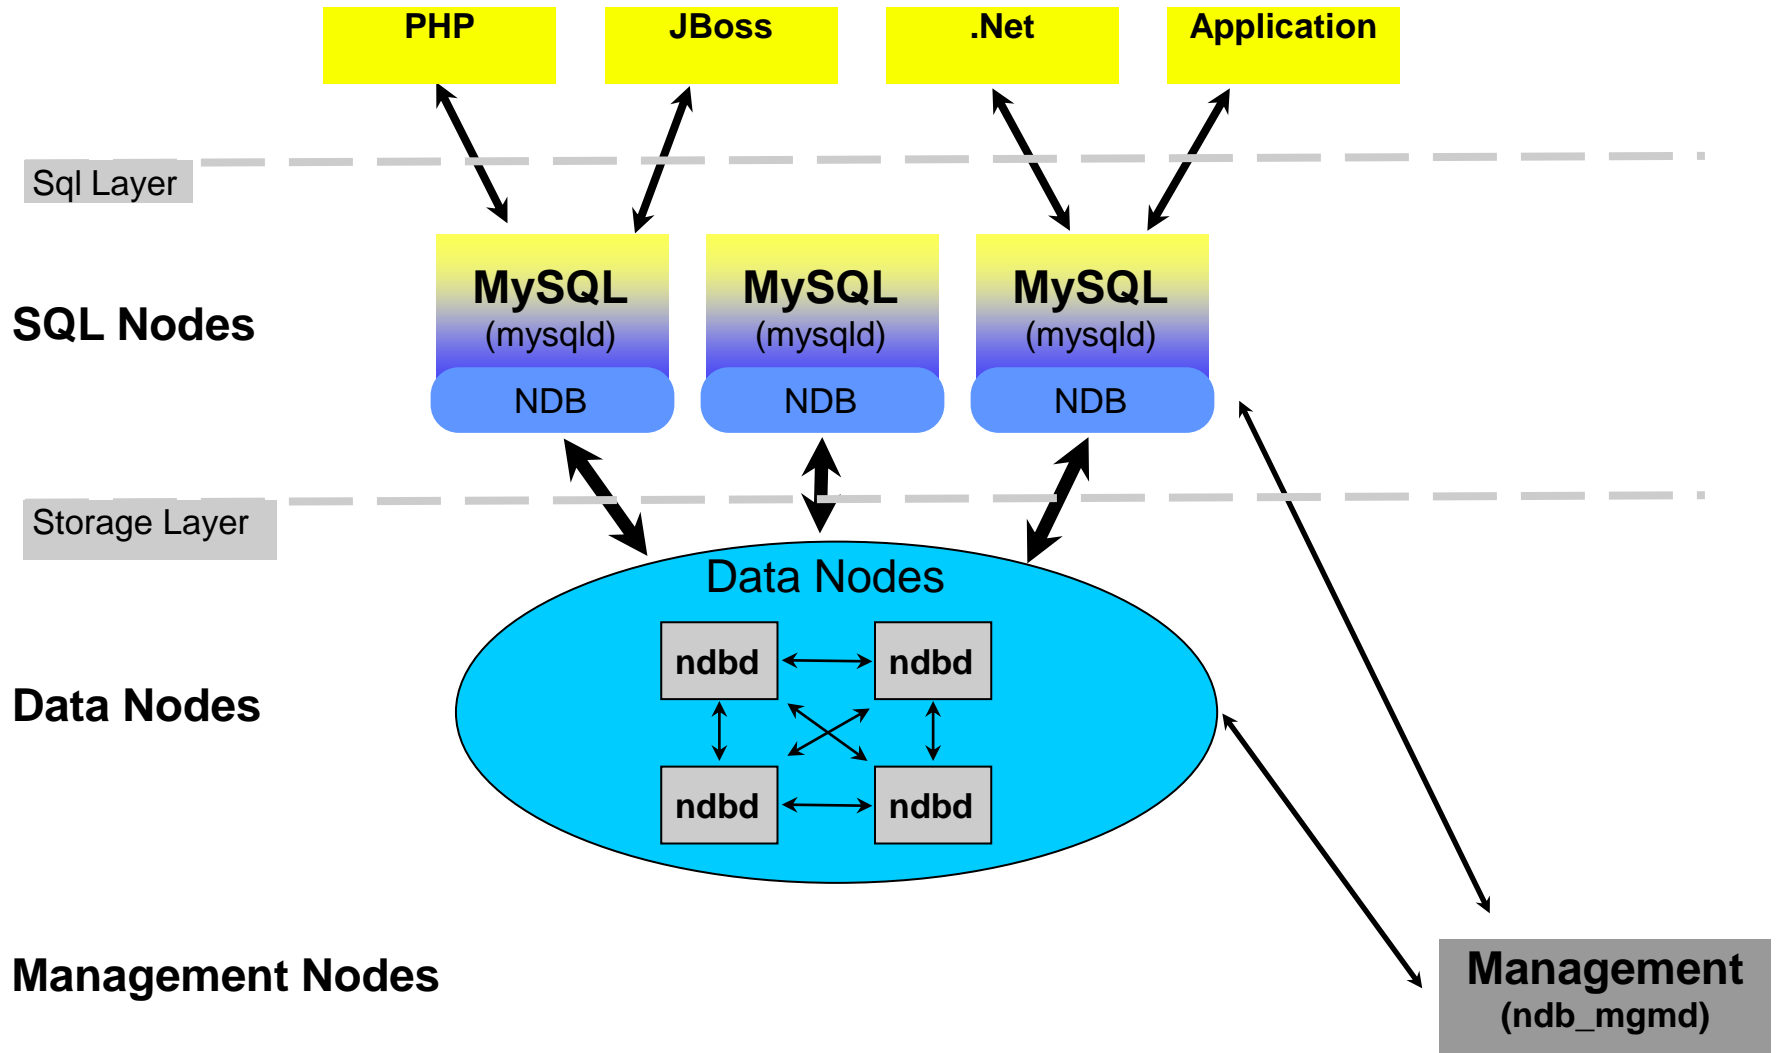 PHP
JBoss
.Net
Application
Sql Layer
SQL Nodes
MySQL
(mysqld)
NDB
MySQL
(mysqld)
NDB
MySQL
(mysqld)
NDB
Storage Layer
Data Nodes
Data Nodes
ndbd
ndbd
ndbd
ndbd
Management Nodes
Management
(ndb_mgmd)